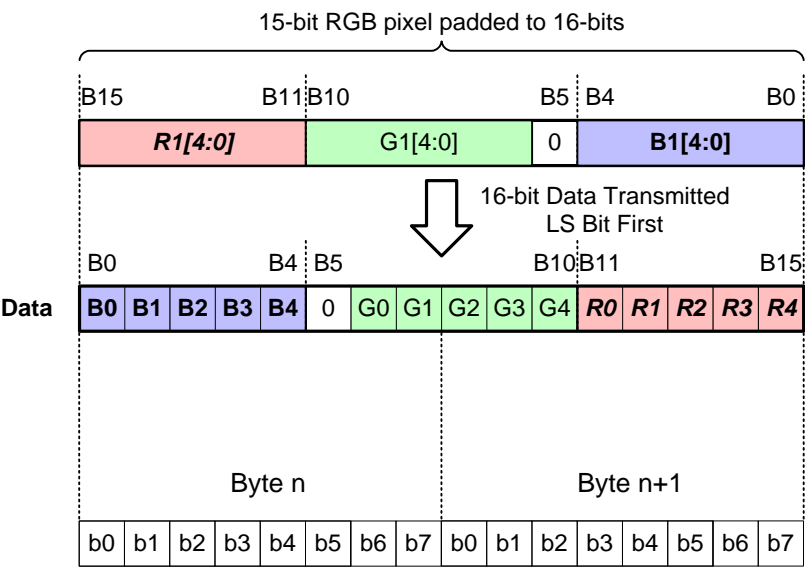 15-bit RGB pixel padded to 16-bits
B15 B11 B10 B5 B4 B0
R1[4:0] G1[4:0] 0 B1[4:0]
16-bit Data Transmitted
LS Bit First
B0 B4 B5 B10 B11 B15
Data B0 B1 B2 B3 B4 0 G0 G1 G2 G3 G4 R0 R1 R2 R3 R4
Byte n Byte n+1
b0 b1 b2 b3 b4 b5 b6 b7 b0 b1 b2 b3 b4 b5 b6 b7